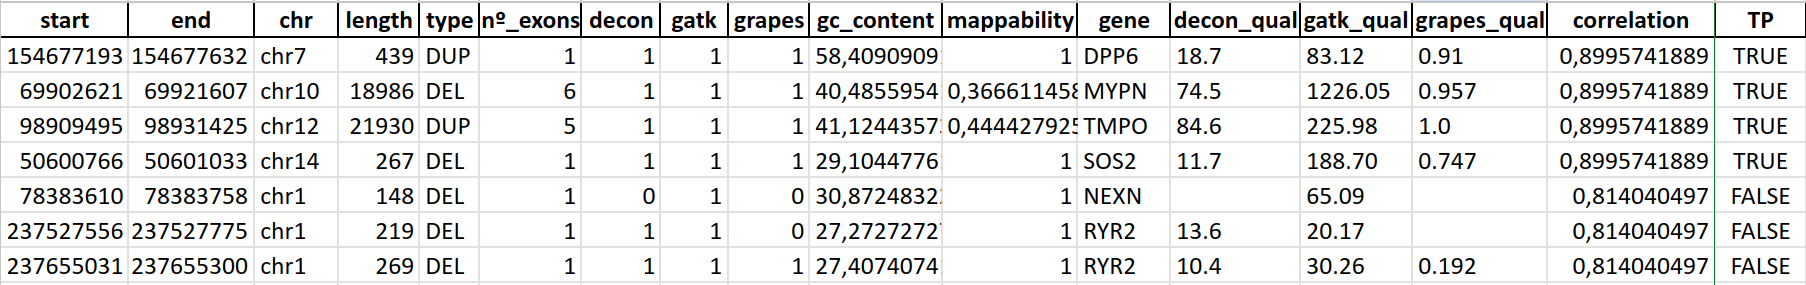 start end chr length type nº_exons decon gatk grapes gc_content mappability gene decon_qual gatk_qual grapes_qual correlation TP
154677193 154677632 chr7 439 DUP 1 1 1 1 58,40909091 1 DPP6 18.7 83.12 0.91 0,8995741889 TRUE
69902621 69921607 chr10 18986 DEL 6 1 1 1 40,4855954 0,366611458 MYPN 74.5 1226.05 0.957 0,8995741889 TRUE
98909495 98931425 chr12 21930 DUP 5 1 1 1 41,12443573 0,444427925 TMPO 84.6 225.98 1.0 0,8995741889 TRUE
50600766 50601033 chr14 267 DEL 1 1 1 1 29,10447761 1 SOS2 11.7 188.70 0.747 0,8995741889 TRUE
78383610 78383758 chr1 148 DEL 1 0 1 0 30,87248322 1 NEXN 65.09 0,814040497 FALSE
237527556 237527775 chr1 219 DEL 1 1 1 0 27,27272727 1 RYR2 13.6 20.17 0,814040497 FALSE
237655031 237655300 chr1 269 DEL 1 1 1 1 27,40740741 1 RYR2 10.4 30.26 0.192 0,814040497 FALSE